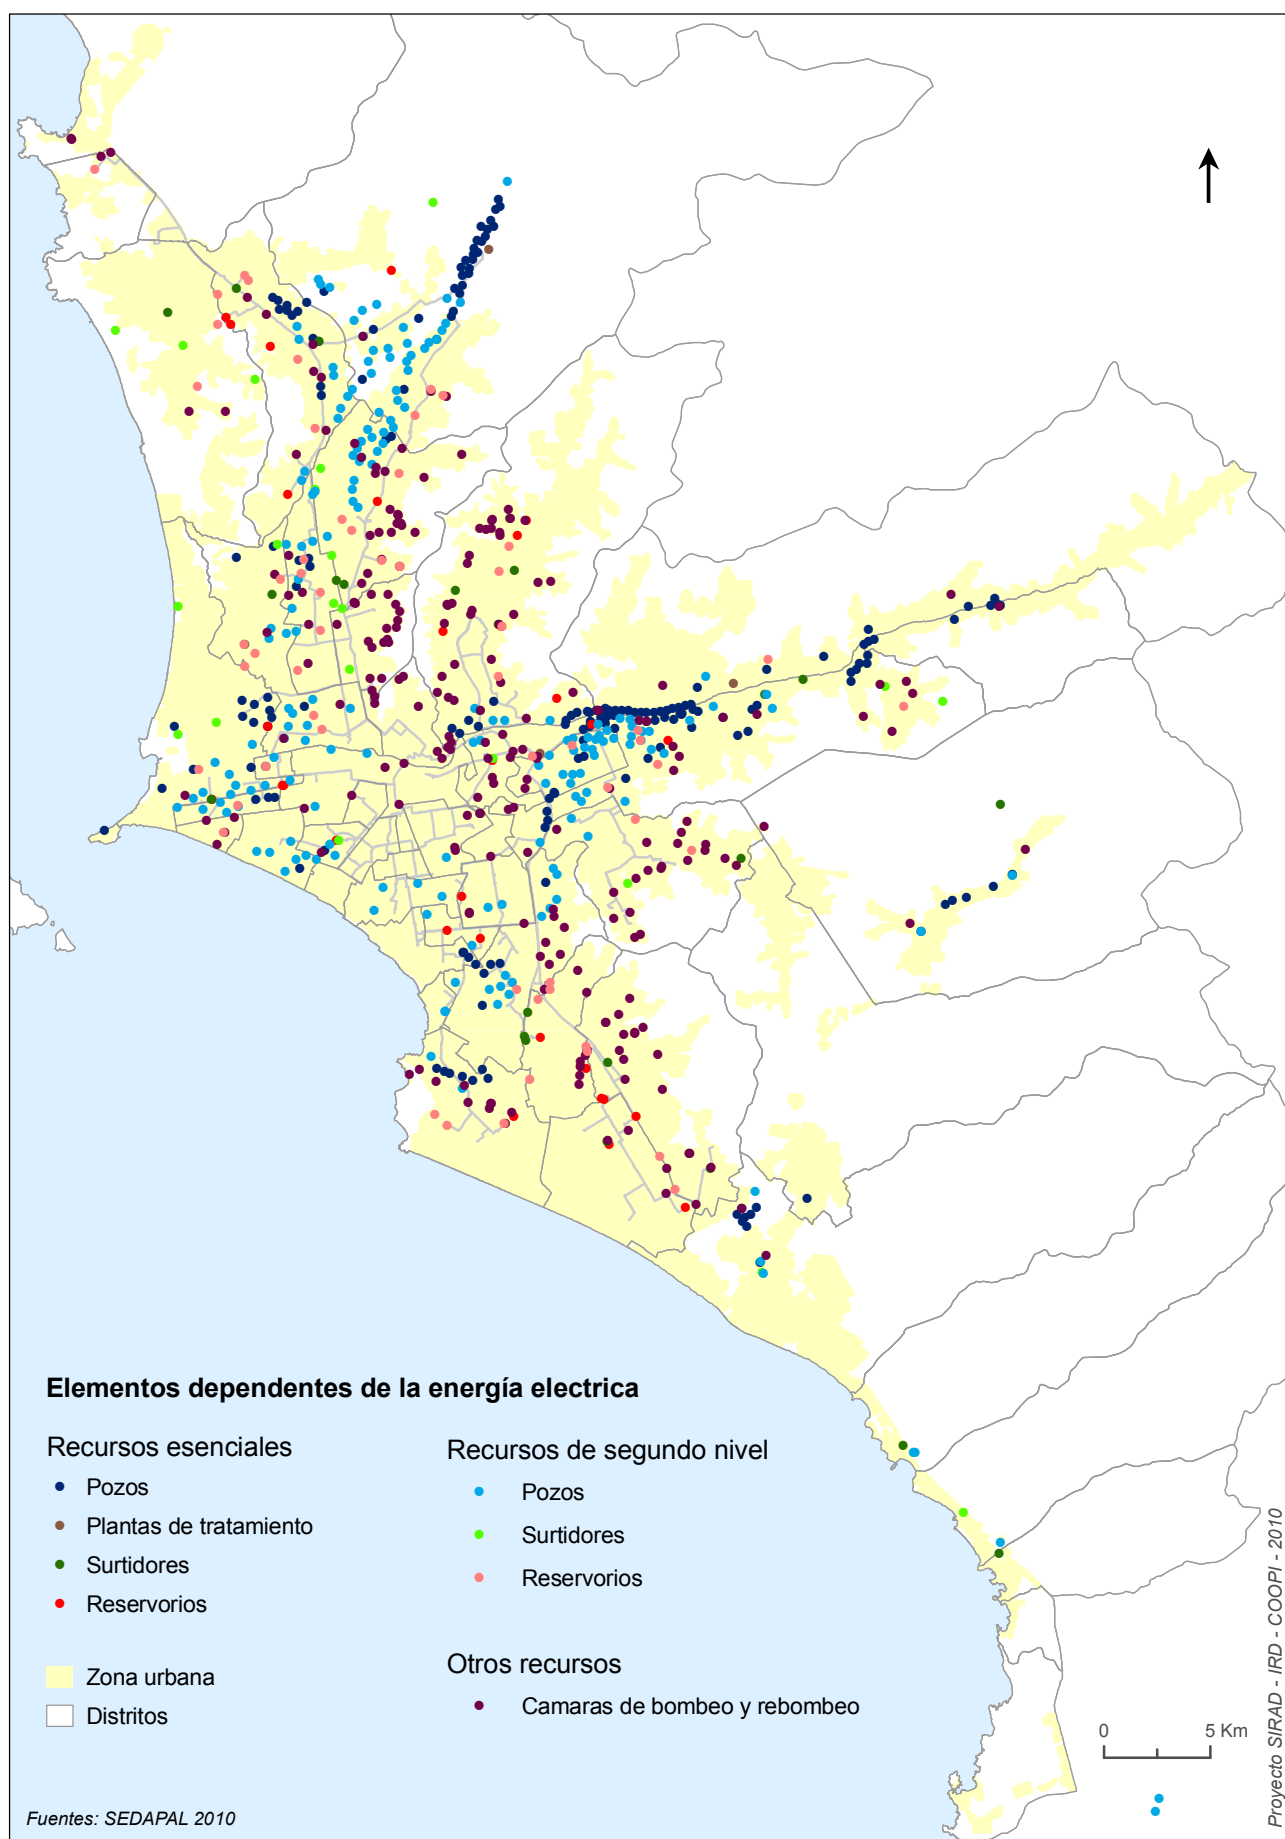 Elementos dependentes de la energía electrica
Recursos esenciales
Pozos
Plantas de tratamiento
Surtidores
Reservorios
Zona urbana
Distritos
Recursos de segundo nivel
Pozos
Surtidores
Reservorios
Otros recursos
Camaras de bombeo y rebombeo
0 5 Km
Fuentes: SEDAPAL 2010
Proyecto SIRAD - IRD - COOPI - 2010